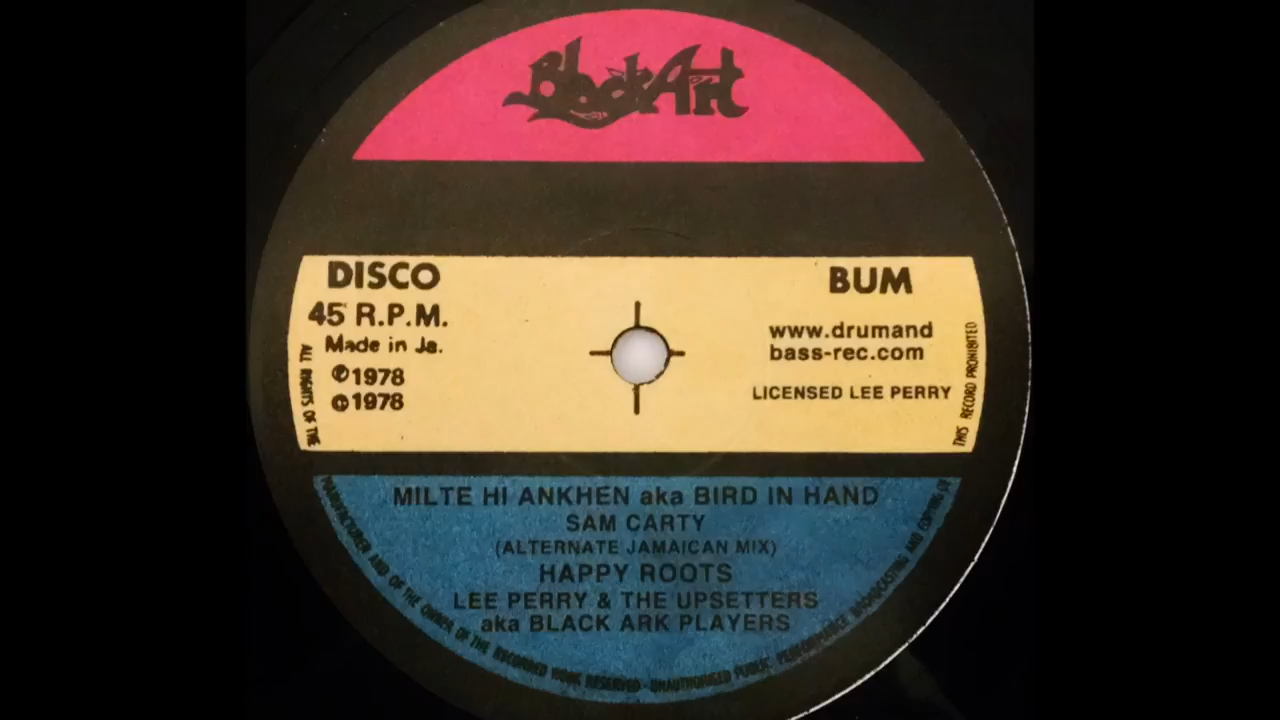 Black Art
DISCO
45 R.P.M.
Made in Ja.
℗1978
©1978
BUM
www.drumand
bass-rec.com
LICENSED LEE PERRY
MILTE HI ANKHEN aka BIRD IN HAND
SAM CARTY
(ALTERNATE JAMAICAN MIX)
HAPPY ROOTS
LEE PERRY & THE UPSETTERS
aka BLACK ARK PLAYERS
ALL RIGHTS OF THE MANUFACTURER AND OF THE OWNER OF THE RECORDED WORK RESERVED - UNAUTHORISED PUBLIC PERFORMANCE BROADCASTING AND COPYING OF THIS RECORD PROHIBITED